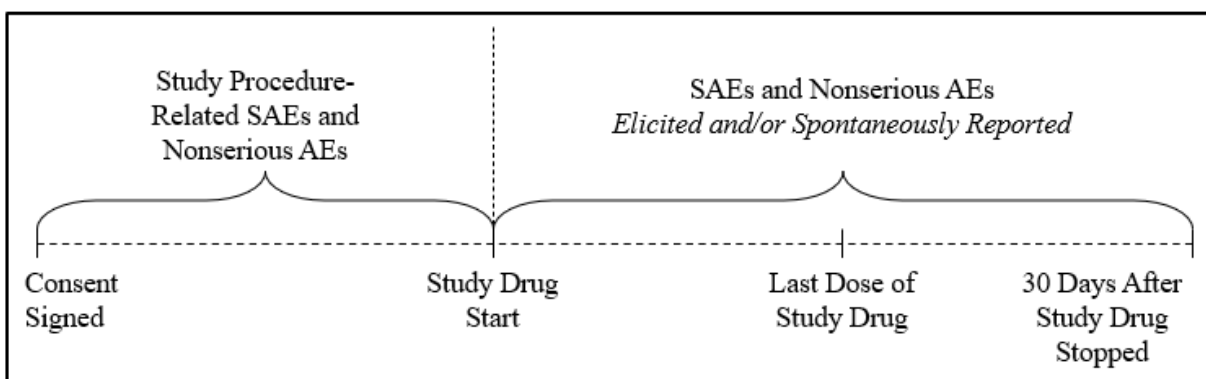 Study Procedure-
Related SAEs and
Nonserious AEs
SAEs and Nonserious AEs
Elicited and/or Spontaneously Reported
Consent
Signed
Study Drug
Start
Last Dose of
Study Drug
30 Days After
Study Drug
Stopped